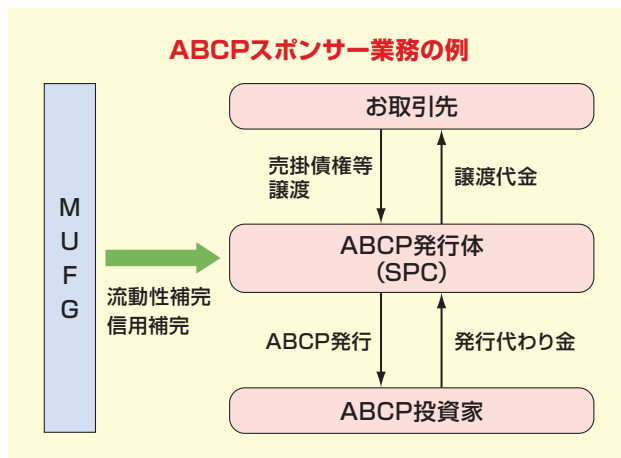 ABCPスポンサー業務の例
お取引先
売掛債権等
譲渡
譲渡代金
MUFG
ABCP発行体
（SPC）
流動性補完
信用補完
ABCP発行
発行代わり金
ABCP投資家